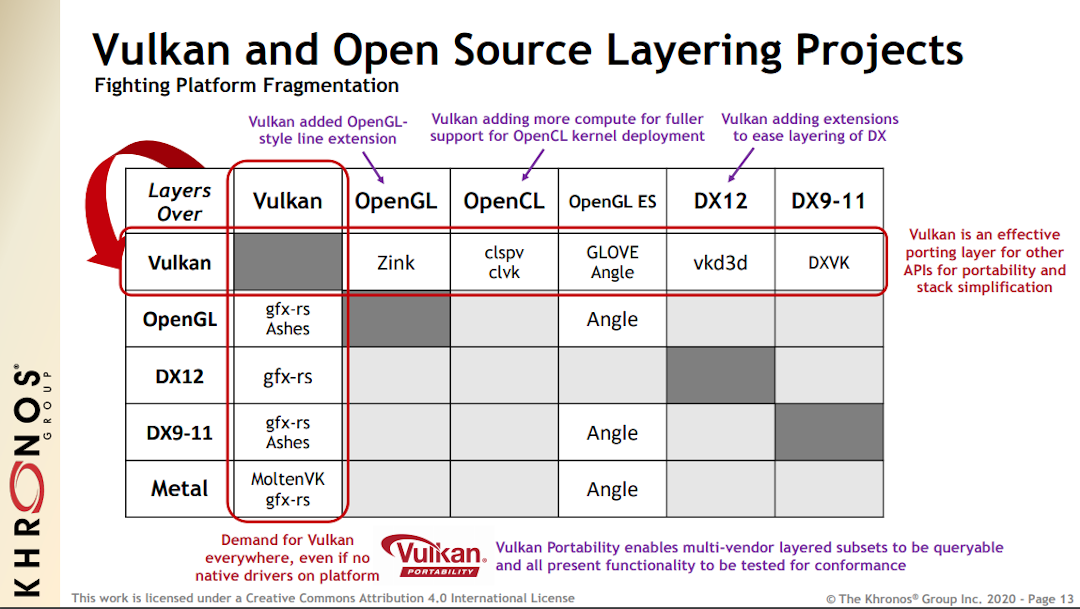 Vulkan and Open Source Layering Projects
Fighting Platform Fragmentation
Vulkan added OpenGL-
style line extension
Vulkan adding more compute for fuller
support for OpenCL kernel deployment
Vulkan adding extensions
to ease layering of DX
Layers
Over
Vulkan
OpenGL
OpenCL
OpenGL ES
DX12
DX9-11
Vulkan
Zink
clspv
clvk
GLOVE
Angle
vkd3d
DXVK
Vulkan is an effective
porting layer for other
APIs for portability and
stack simplification
OpenGL
gfx-rs
Ashes
Angle
DX12
gfx-rs
DX9-11
gfx-rs
Ashes
Angle
Metal
MoltenVK
gfx-rs
Angle
Demand for Vulkan
everywhere, even if no
native drivers on platform
Vulkan®
PORTABILITY
Vulkan Portability enables multi-vendor layered subsets to be queryable
and all present functionality to be tested for conformance
KHRONOS®
GROUP
This work is licensed under a Creative Commons Attribution 4.0 International License
© The Khronos® Group Inc. 2020 - Page 13